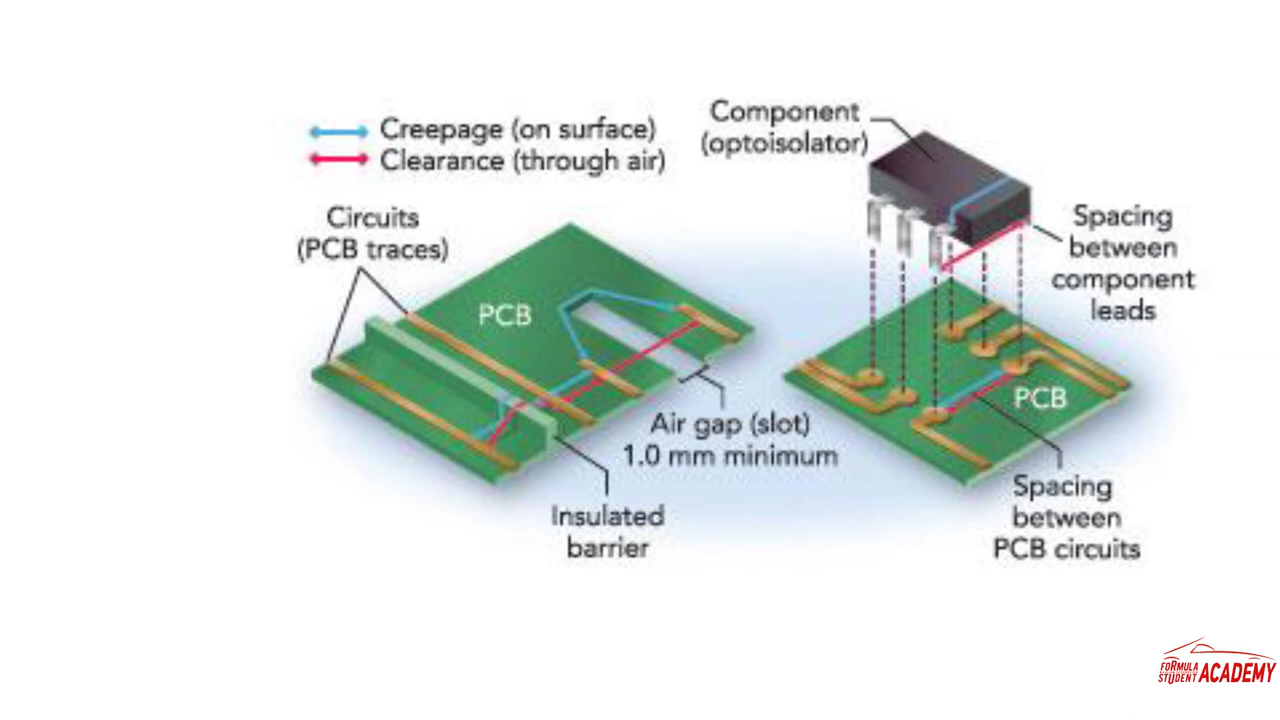 Creepage (on surface)
Clearance (through air)
Component
(optoisolator)
Circuits
(PCB traces)
PCB
Spacing
between
component
leads
PCB
Air gap (slot)
1.0 mm minimum
Insulated
barrier
Spacing
between
PCB circuits
FORMULA
STUDENT ACADEMY